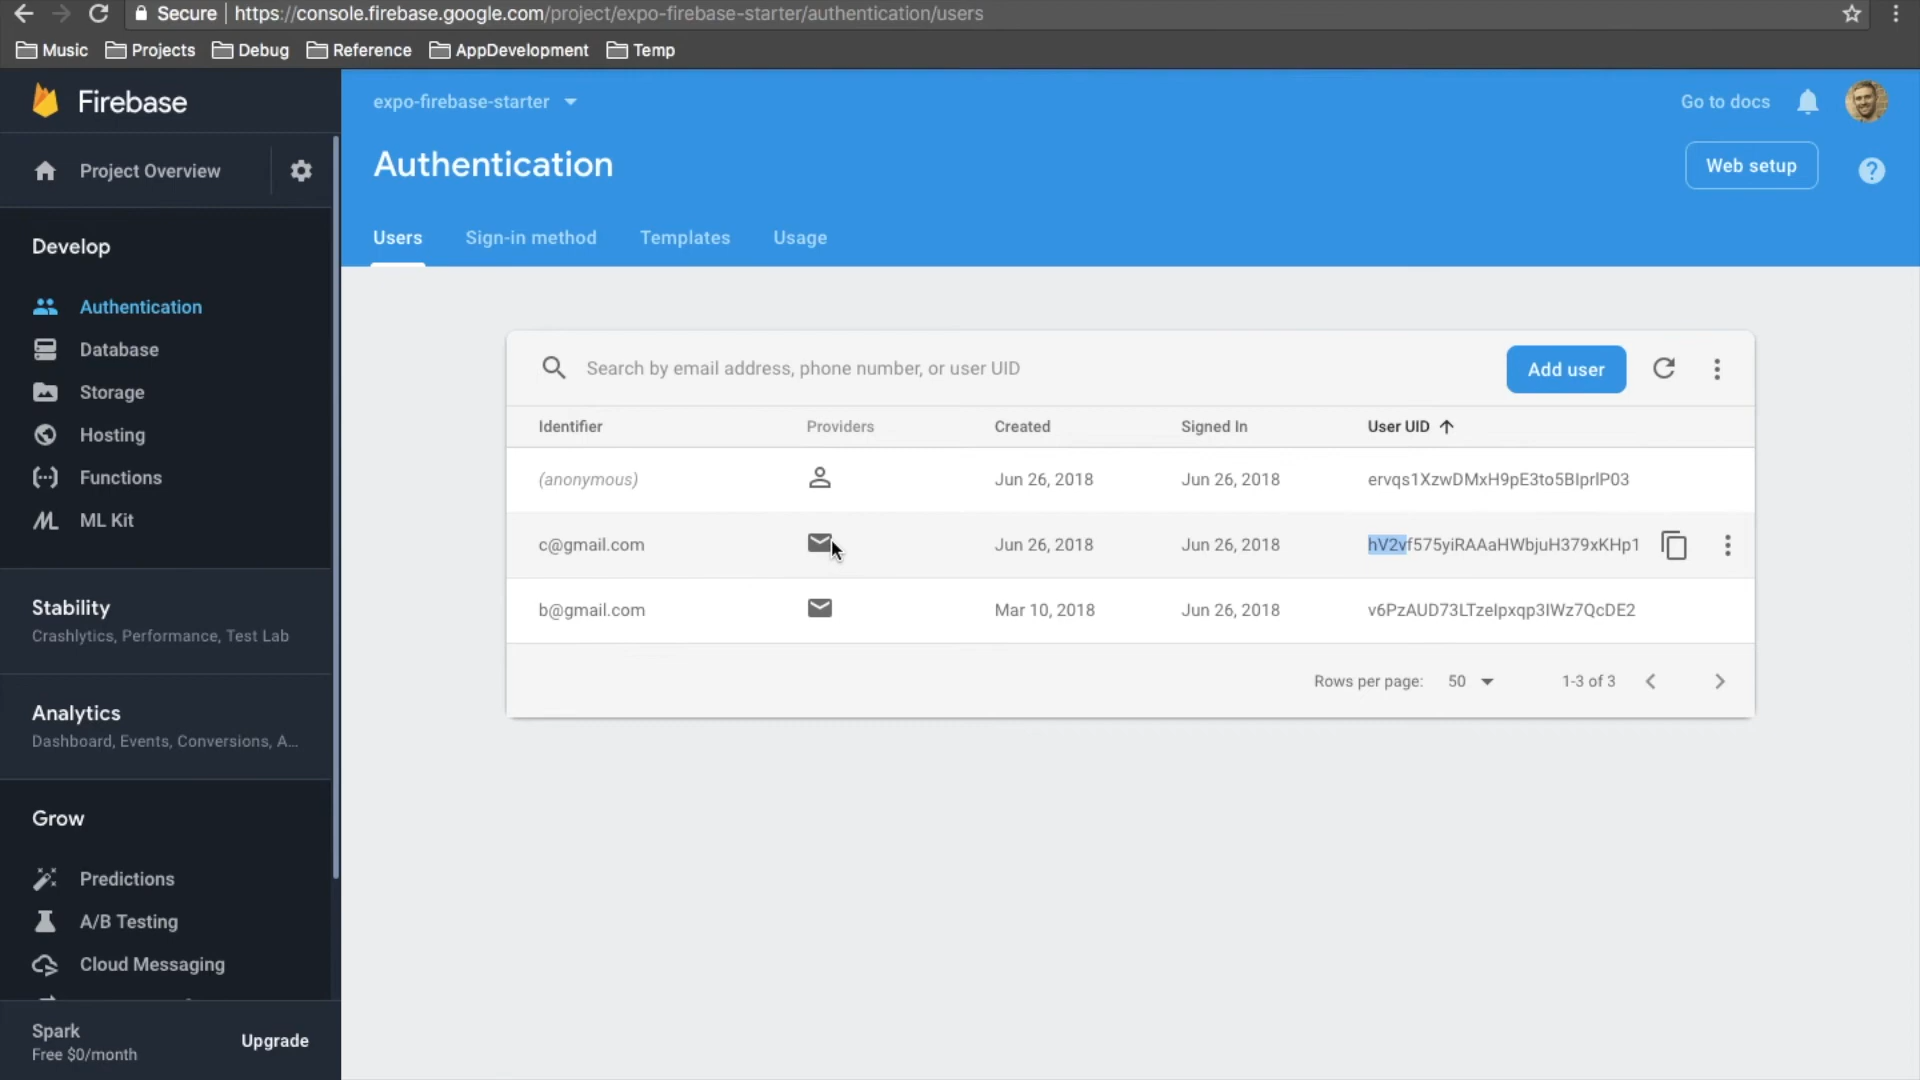 Secure | https://console.firebase.google.com/project/expo-firebase-starter/authentication/users
Music Projects Debug Reference AppDevelopment Temp
Firebase
Project Overview
Develop
Authentication
Database
Storage
Hosting
Functions
ML Kit
Stability
Crashlytics, Performance, Test Lab
Analytics
Dashboard, Events, Conversions, A...
Grow
Predictions
A/B Testing
Cloud Messaging
Spark
Free $0/month
Upgrade
expo-firebase-starter
Go to docs
Authentication
Web setup
Users Sign-in method Templates Usage
Search by email address, phone number, or user UID
Add user
Identifier Providers Created Signed In User UID
(anonymous) Jun 26, 2018 Jun 26, 2018 ervqs1XzwDMxH9pE3to5BIprlP03
c@gmail.com Jun 26, 2018 Jun 26, 2018 hV2vf575yiRAAaHWbjuH379xKHp1
b@gmail.com Mar 10, 2018 Jun 26, 2018 v6PzAUD73LTzeIpxqp3IWz7QcDE2
Rows per page: 50 1-3 of 3